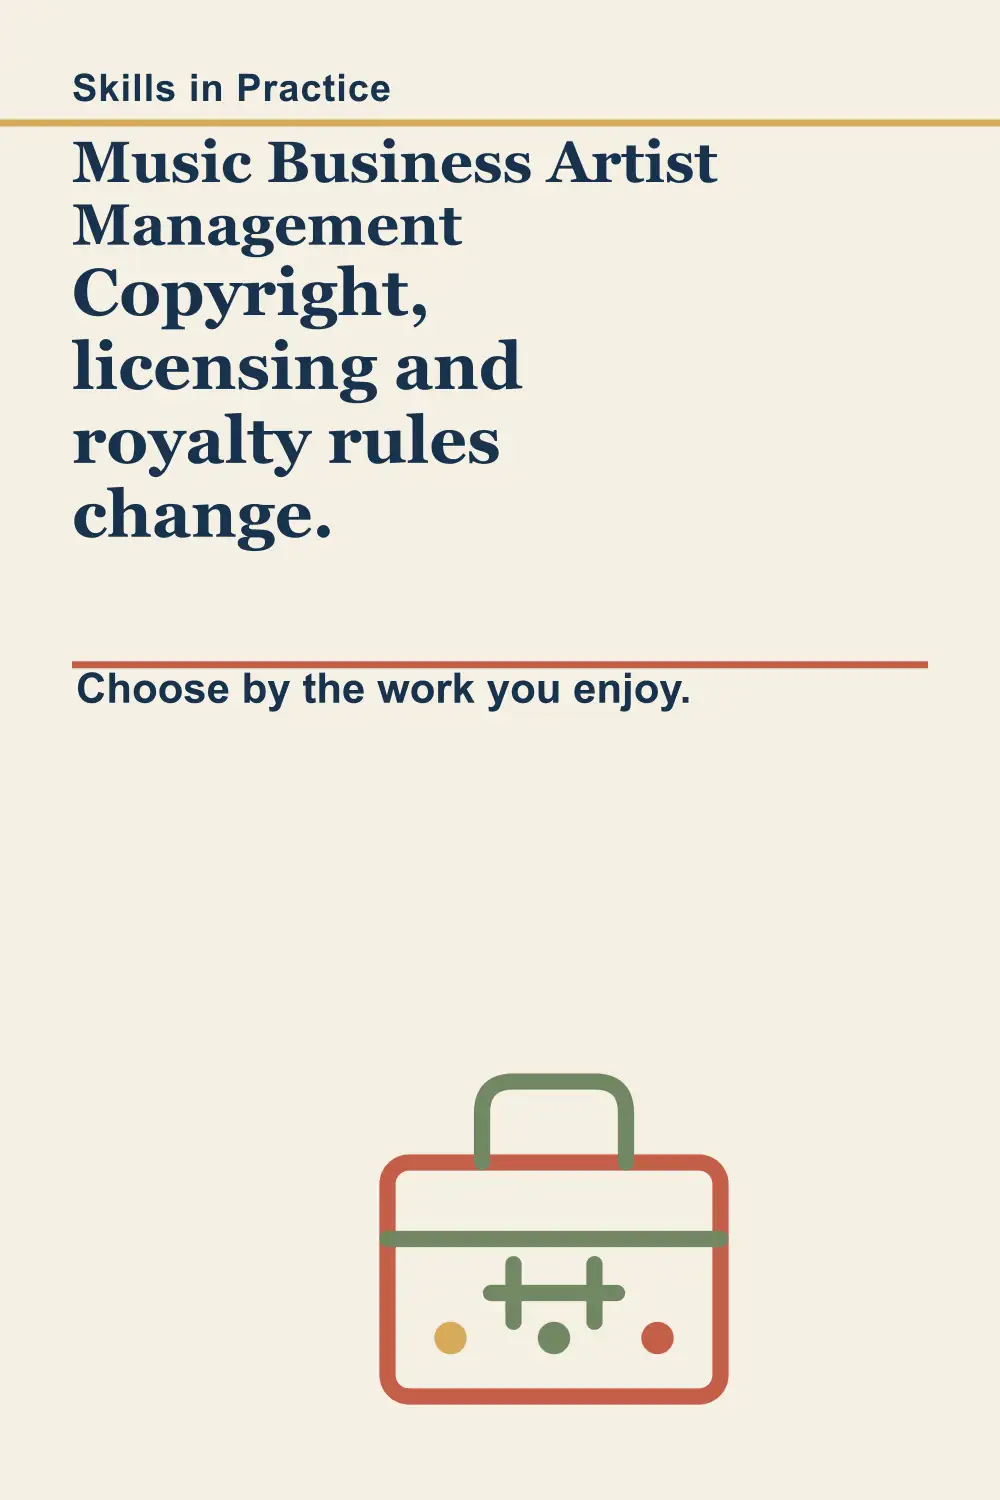 Skills in Practice
Music Business Artist
Management
Copyright,
licensing and
royalty rules
change.
Choose by the work you enjoy.